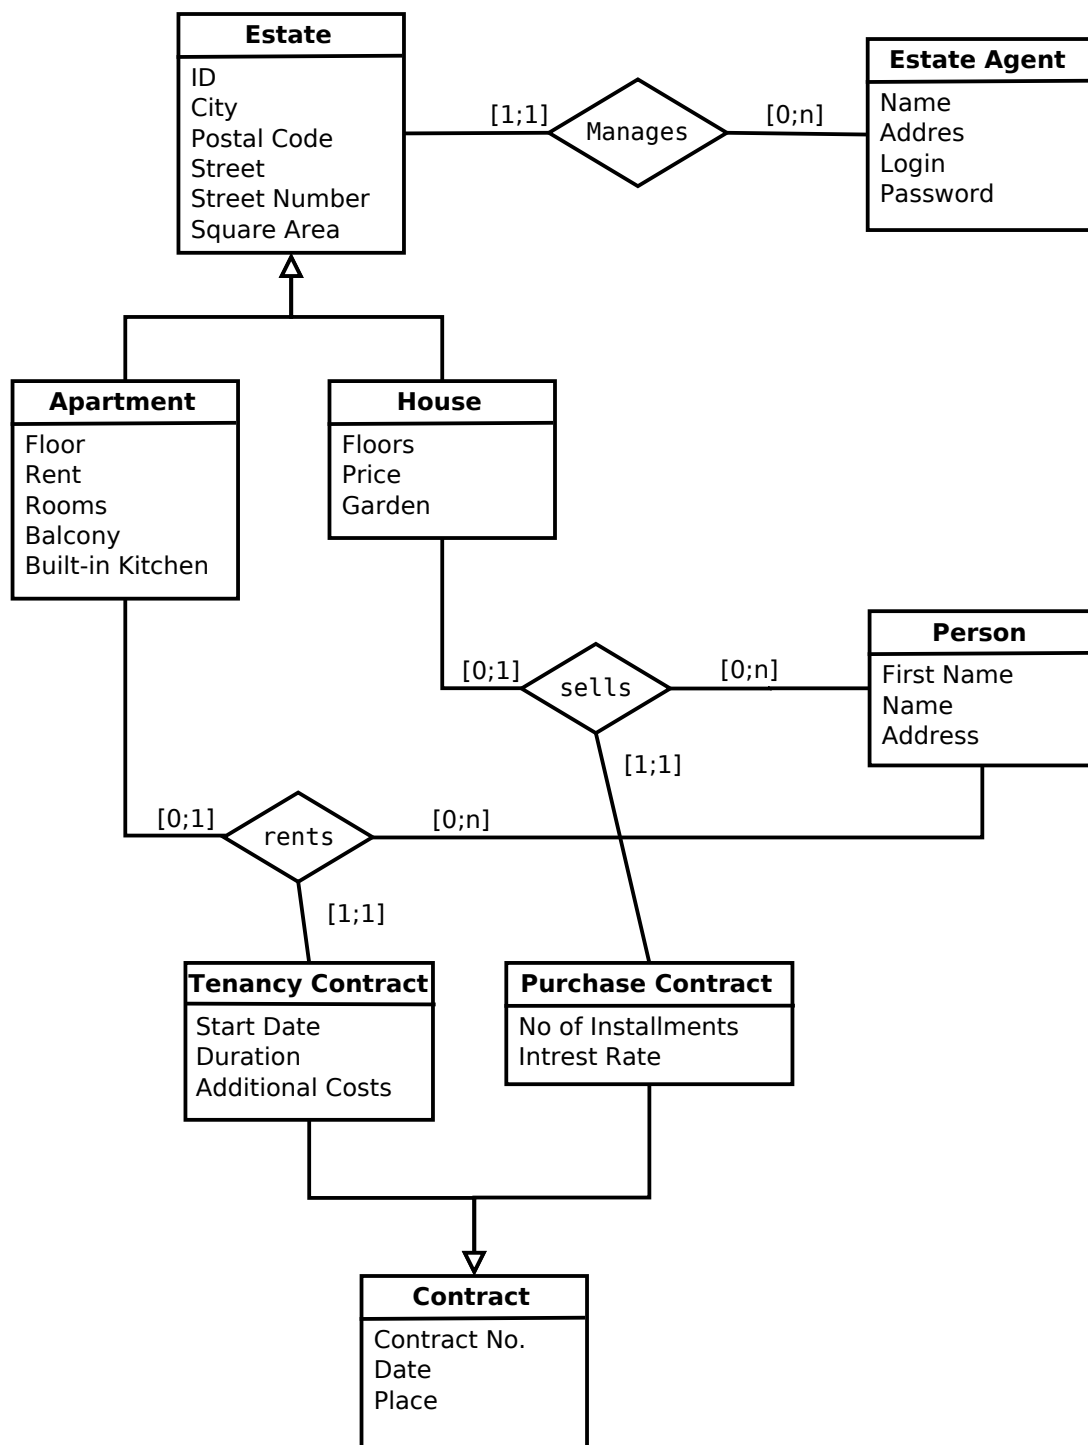 Estate
ID
City
Postal Code
Street
Street Number
Square Area
[1;1]
Manages
[0;n]
Estate Agent
Name
Addres
Login
Password
Apartment
Floor
Rent
Rooms
Balcony
Built-in Kitchen
House
Floors
Price
Garden
[0;1]
sells
[0;n]
[1;1]
Person
First Name
Name
Address
[0;1]
rents
[0;n]
[1;1]
Tenancy Contract
Start Date
Duration
Additional Costs
Purchase Contract
No of Installments
Intrest Rate
Contract
Contract No.
Date
Place